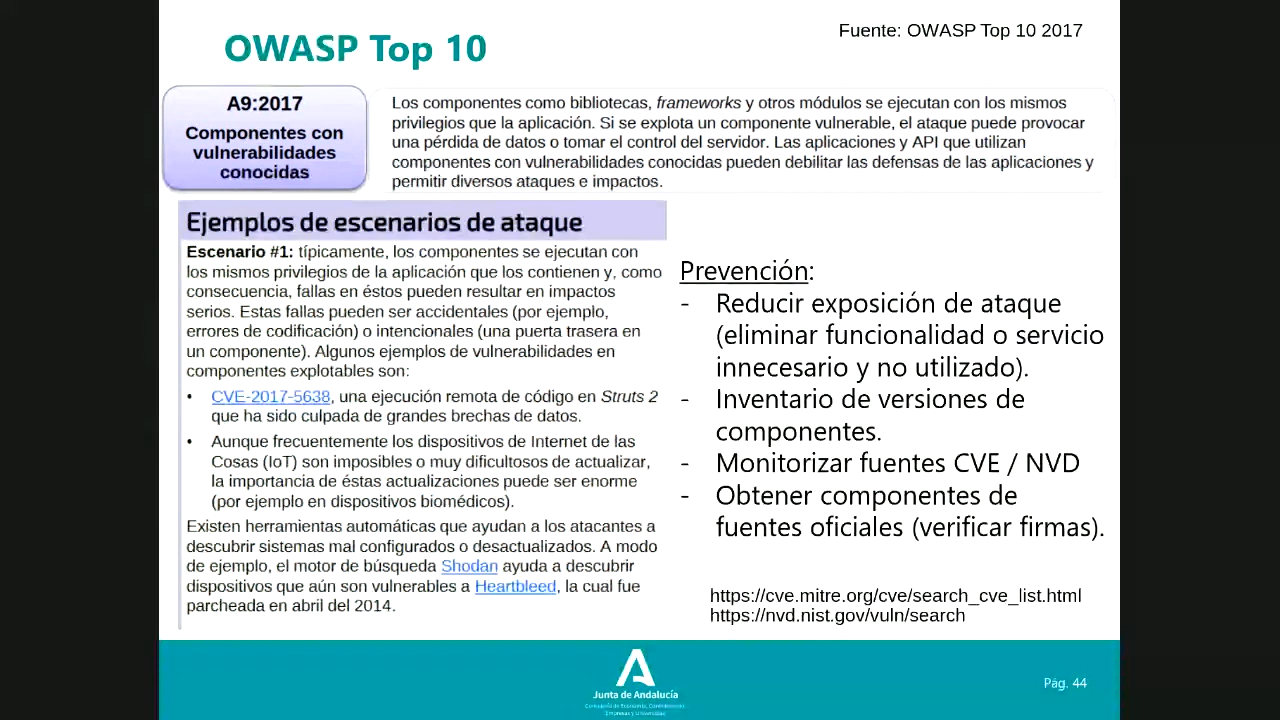 OWASP Top 10
Fuente: OWASP Top 10 2017
A9:2017
Componentes con
vulnerabilidades
conocidas
Los componentes como bibliotecas, frameworks y otros módulos se ejecutan con los mismos
privilegios que la aplicación. Si se explota un componente vulnerable, el ataque puede provocar
una pérdida de datos o tomar el control del servidor. Las aplicaciones y API que utilizan
componentes con vulnerabilidades conocidas pueden debilitar las defensas de las aplicaciones y
permitir diversos ataques e impactos.
Ejemplos de escenarios de ataque
Escenario #1: típicamente, los componentes se ejecutan con
los mismos privilegios de la aplicación que los contienen y, como
consecuencia, fallas en éstos pueden resultar en impactos
serios. Estas fallas pueden ser accidentales (por ejemplo,
errores de codificación) o intencionales (una puerta trasera en
un componente). Algunos ejemplos de vulnerabilidades en
componentes explotables son:
• CVE-2017-5638, una ejecución remota de código en Struts 2
que ha sido culpada de grandes brechas de datos.
• Aunque frecuentemente los dispositivos de Internet de las
Cosas (IoT) son imposibles o muy dificultosos de actualizar,
la importancia de éstas actualizaciones puede ser enorme
(por ejemplo en dispositivos biomédicos).
Existen herramientas automáticas que ayudan a los atacantes a
descubrir sistemas mal configurados o desactualizados. A modo
de ejemplo, el motor de búsqueda Shodan ayuda a descubrir
dispositivos que aún son vulnerables a Heartbleed, la cual fue
parcheada en abril del 2014.
Prevención:
- Reducir exposición de ataque
(eliminar funcionalidad o servicio
innecesario y no utilizado).
- Inventario de versiones de
componentes.
- Monitorizar fuentes CVE / NVD
- Obtener componentes de
fuentes oficiales (verificar firmas).
https://cve.mitre.org/cve/search_cve_list.html
https://nvd.nist.gov/vuln/search
Junta de Andalucía
Pág. 44